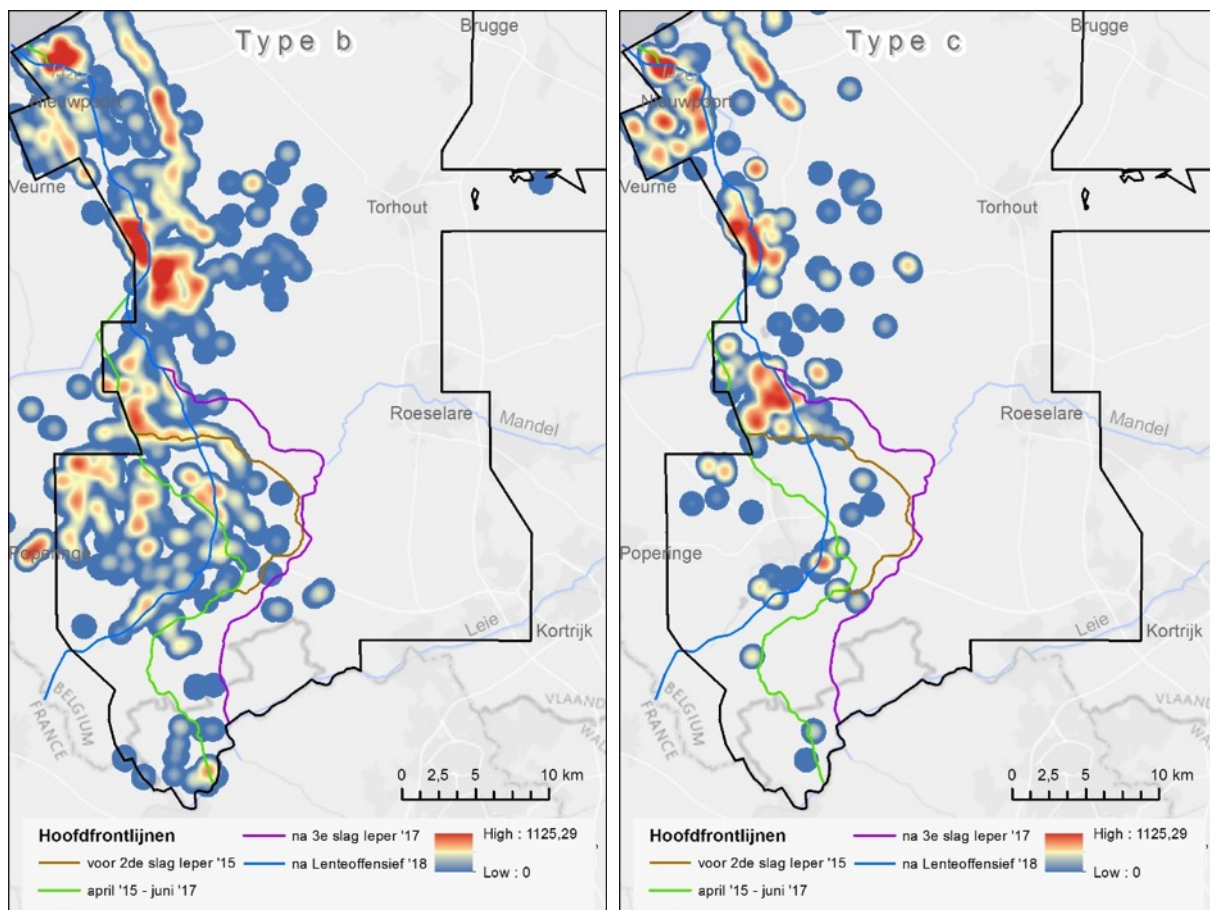 Type b
Brugge
Nieuwpoort
Veurne
Torhout
Roeselare
Mandel
Poperinge
Leie
Kortrijk
BELGIUM
FRANCE
VLAAND
WA
0 2,5 5 10 km
Hoofdfrontlijnen
voor 2de slag Ieper '15
april '15 - juni '17
na 3e slag Ieper '17
na Lenteoffensief '18
High : 1125,29
Low : 0
Type c
Brugge
Nieuwpoort
Veurne
Torhout
Roeselare
Mandel
Poperinge
Leie
Kortrijk
BELGIUM
FRANCE
VLAAND
WA
0 2,5 5 10 km
Hoofdfrontlijnen
voor 2de slag Ieper '15
april '15 - juni '17
na 3e slag Ieper '17
na Lenteoffensief '18
High : 1125,29
Low : 0